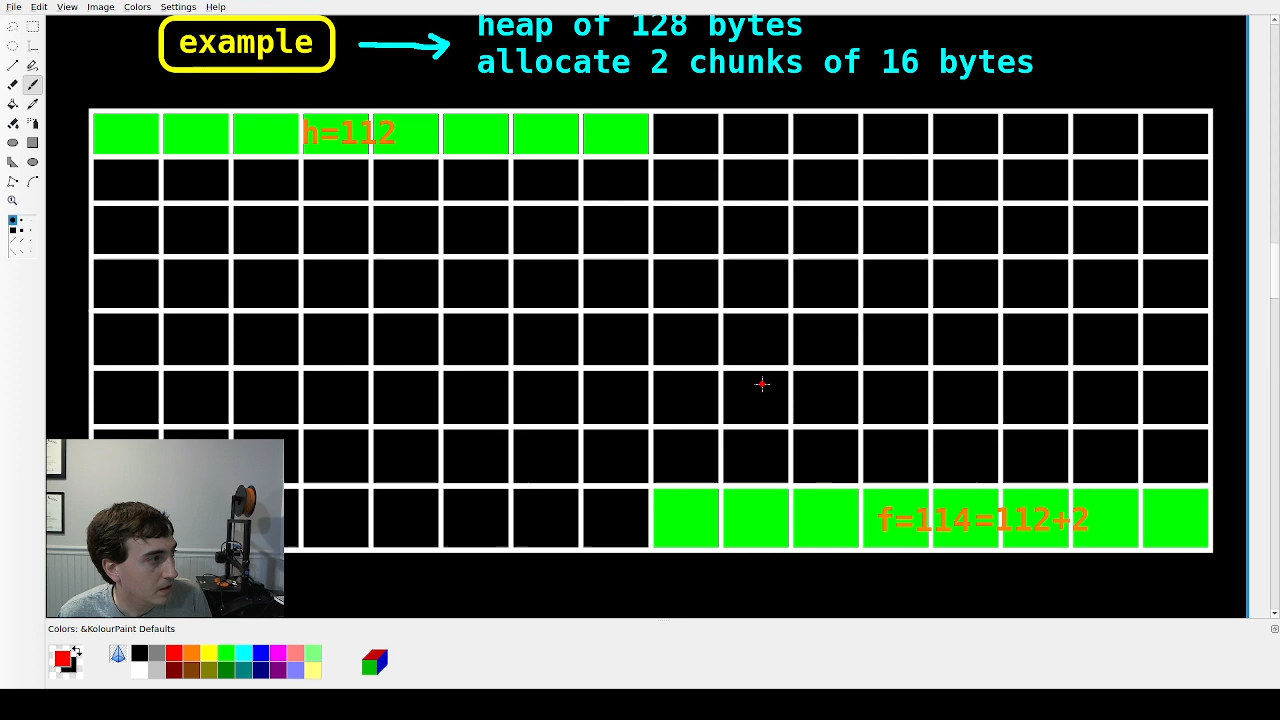 File Edit View Image Colors Settings Help
heap of 128 bytes
example
allocate 2 chunks of 16 bytes
h=112
f=114=112+2
Colors: &KolourPaint Defaults